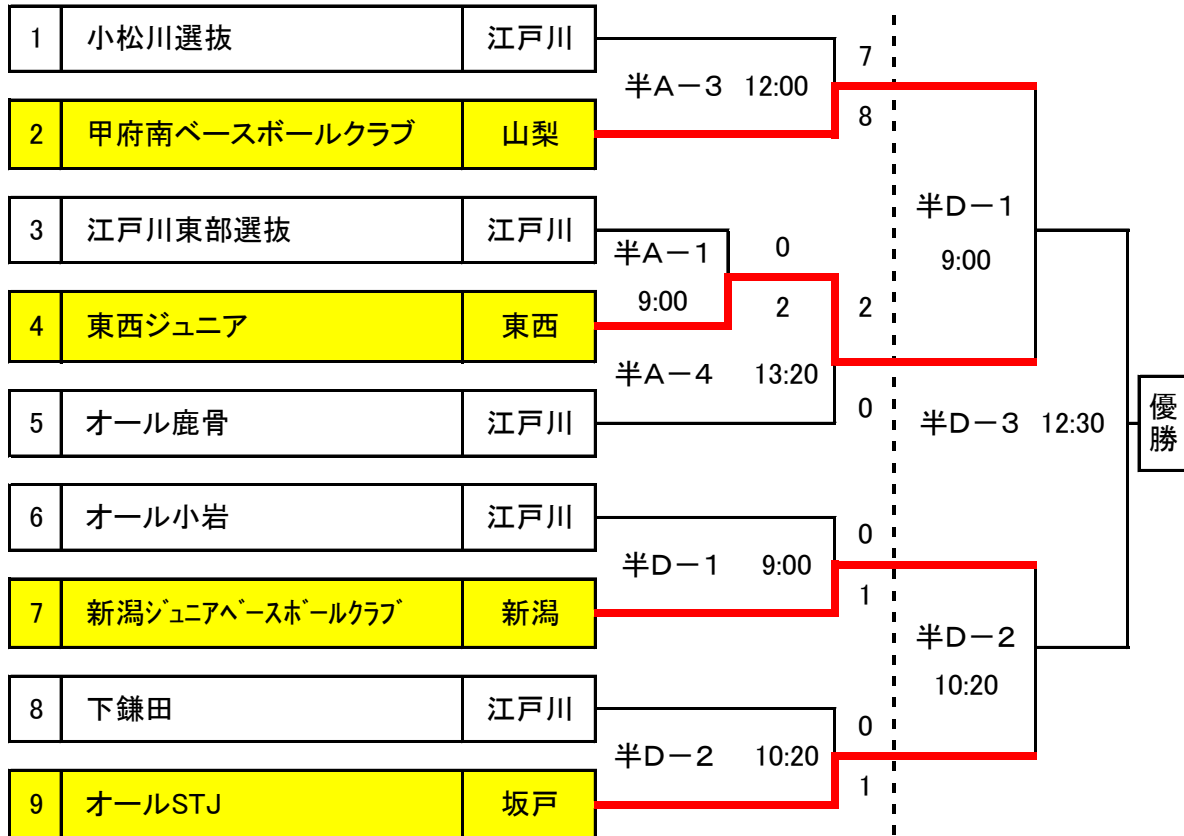 1 小松川選抜 江戸川
7
半A－3 12:00
8
2 甲府南ベースボールクラブ 山梨
半D－1
9:00
3 江戸川東部選抜 江戸川
半A－1
9:00
0
2
4 東西ジュニア 東西
2
半A－4 13:20
0
5 オール鹿骨 江戸川
半D－3 12:30
優勝
6 オール小岩 江戸川
0
半D－1 9:00
1
7 新潟ｼﾞｭﾆｱﾍﾞｰｽﾎﾞｰﾙｸﾗﾌﾞ 新潟
半D－2
10:20
8 下鎌田 江戸川
0
半D－2 10:20
1
9 オールSTJ 坂戸